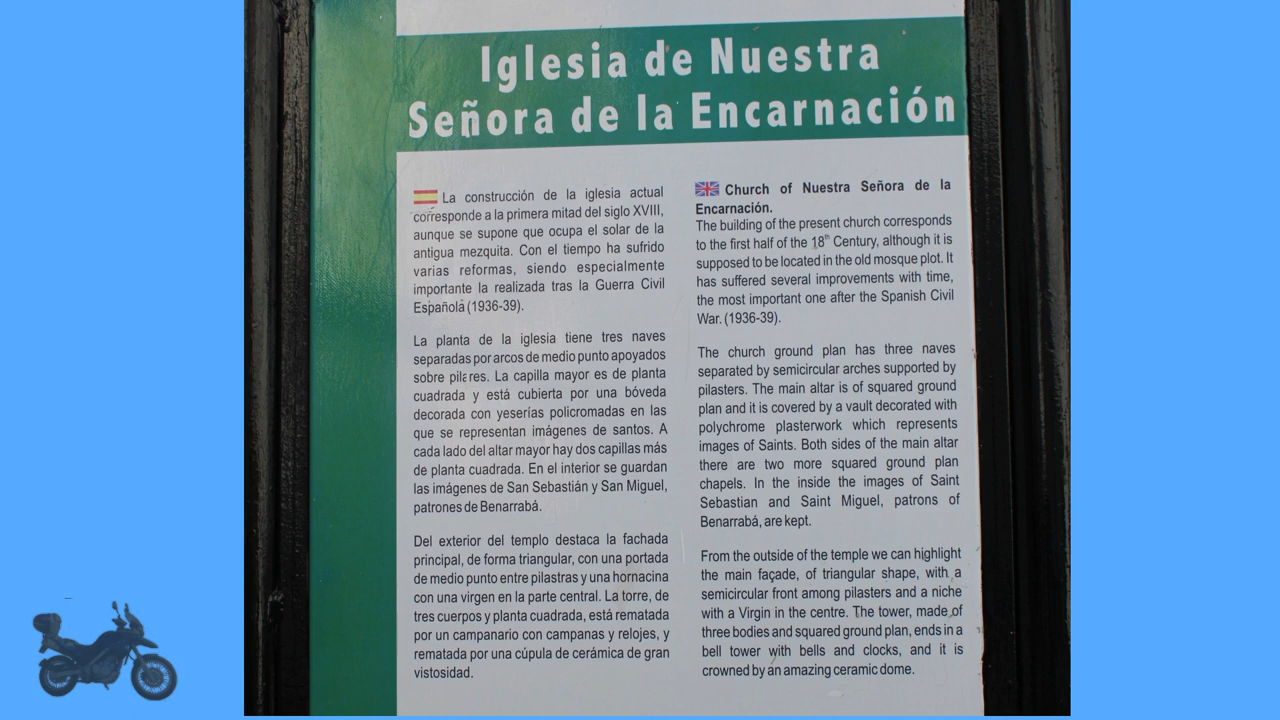 Iglesia de Nuestra
Señora de la Encarnación
La construcción de la iglesia actual
corresponde a la primera mitad del siglo XVIII,
aunque se supone que ocupa el solar de la
antigua mezquita. Con el tiempo ha sufrido
varias reformas, siendo especialmente
importante la realizada tras la Guerra Civil
Española (1936-39).
La planta de la iglesia tiene tres naves
separadas por arcos de medio punto apoyados
sobre pilares. La capilla mayor es de planta
cuadrada y está cubierta por una bóveda
decorada con yeserías policromadas en las
que se representan imágenes de santos. A
cada lado del altar mayor hay dos capillas más
de planta cuadrada. En el interior se guardan
las imágenes de San Sebastián y San Miguel,
patrones de Benarrabá.
Del exterior del templo destaca la fachada
principal, de forma triangular, con una portada
de medio punto entre pilastras y una hornacina
con una virgen en la parte central. La torre, de
tres cuerpos y planta cuadrada, está rematada
por un campanario con campanas y relojes, y
rematada por una cúpula de cerámica de gran
vistosidad.
Church of Nuestra Señora de la
Encarnación.
The building of the present church corresponds
to the first half of the 18th Century, although it is
supposed to be located in the old mosque plot. It
has suffered several improvements with time,
the most important one after the Spanish Civil
War. (1936-39).
The church ground plan has three naves
separated by semicircular arches supported by
pilasters. The main altar is of squared ground
plan and it is covered by a vault decorated with
polychrome plasterwork which represents
images of Saints. Both sides of the main altar
there are two more squared ground plan
chapels. In the inside the images of Saint
Sebastian and Saint Miguel, patrons of
Benarrabá, are kept.
From the outside of the temple we can highlight
the main façade, of triangular shape, with a
semicircular front among pilasters and a niche
with a Virgin in the centre. The tower, made of
three bodies and squared ground plan, ends in a
bell tower with bells and clocks, and it is
crowned by an amazing ceramic dome.